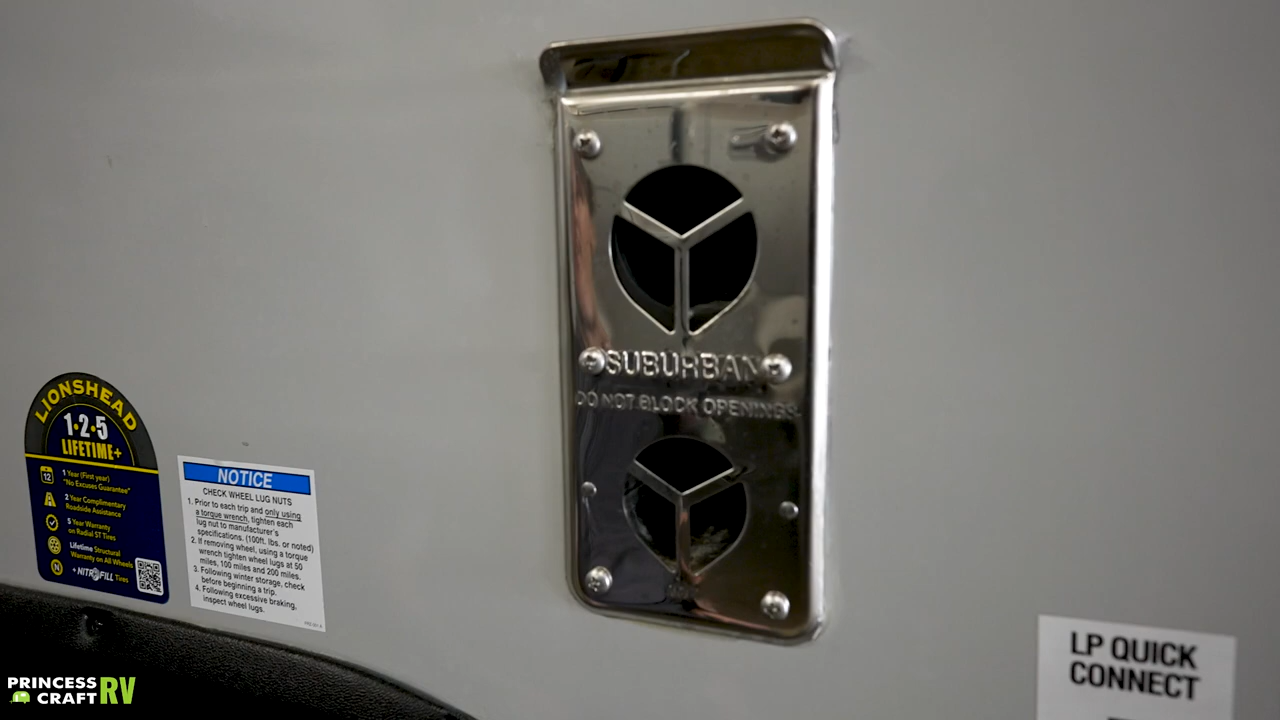 SUBURBAN
DO NOT BLOCK OPENINGS
LIONSHEAD
1·2·5
LIFETIME+
12
1 Year (First year)
"No Excuses Guarantee"
2 Year Complimentary
Roadside Assistance
5 Year Warranty
on Radial ST Tires
Lifetime Structural
Warranty on All Wheels
N
+ NITROFILL Tires
NOTICE
CHECK WHEEL LUG NUTS
1. Prior to each trip and only using
a torque wrench, tighten each
lug nut to manufacturer's
specifications. (100ft. lbs. or noted)
2. If removing wheel, using a torque
wrench tighten wheel lugs at 50
miles, 100 miles and 200 miles.
3. Following winter storage, check
before beginning a trip.
4. Following excessive braking,
inspect wheel lugs.
LP QUICK
CONNECT
PRINCESS
CRAFT RV